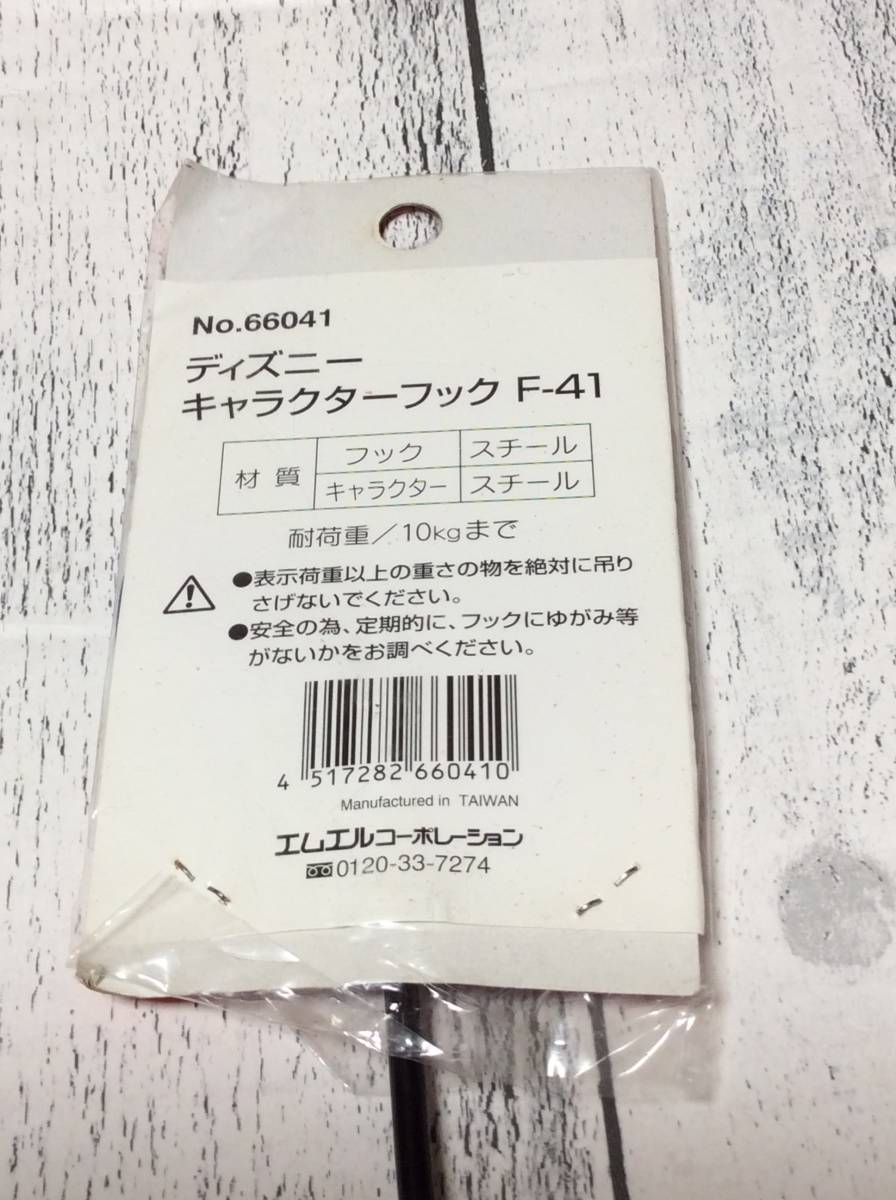 No.66041
ディズニー
キャラクターフック F-41
材質 フック スチール
キャラクター スチール
耐荷重／10kgまで
●表示荷重以上の重さの物を絶対に吊り
さげないでください。
●安全の為、定期的に、フックにゆがみ等
がないかをお調べください。
4 517282 660410
Manufactured in TAIWAN
エムエルコーポレーション
0120-33-7274